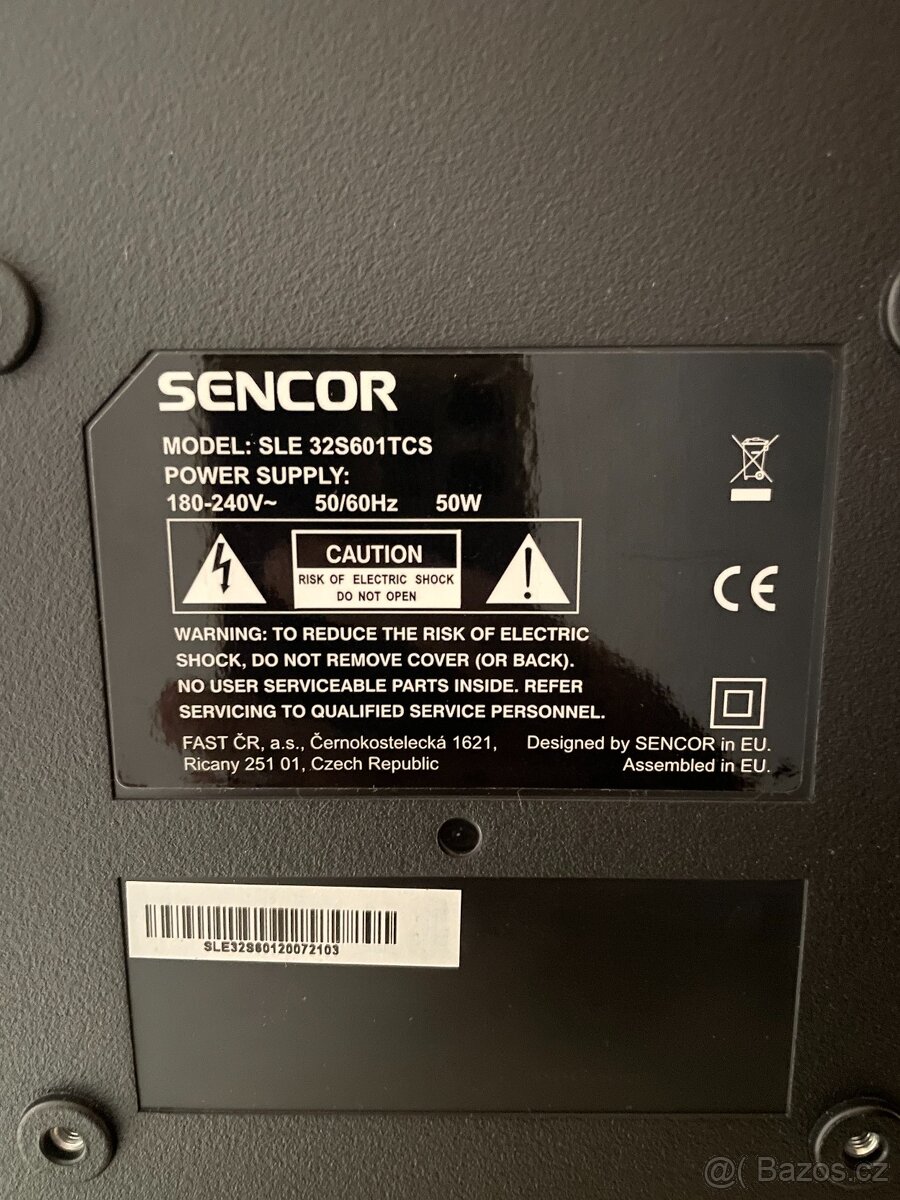 SENCOR
MODEL: SLE 32S601TCS
POWER SUPPLY:
180-240V~ 50/60Hz 50W
CAUTION
RISK OF ELECTRIC SHOCK
DO NOT OPEN
WARNING: TO REDUCE THE RISK OF ELECTRIC
SHOCK, DO NOT REMOVE COVER (OR BACK).
NO USER SERVICEABLE PARTS INSIDE. REFER
SERVICING TO QUALIFIED SERVICE PERSONNEL.
FAST ČR, a.s., Černokostelecká 1621, Designed by SENCOR in EU.
Ricany 251 01, Czech Republic Assembled in EU.
CE
SLE32S60120072103
@( Bazos.cz